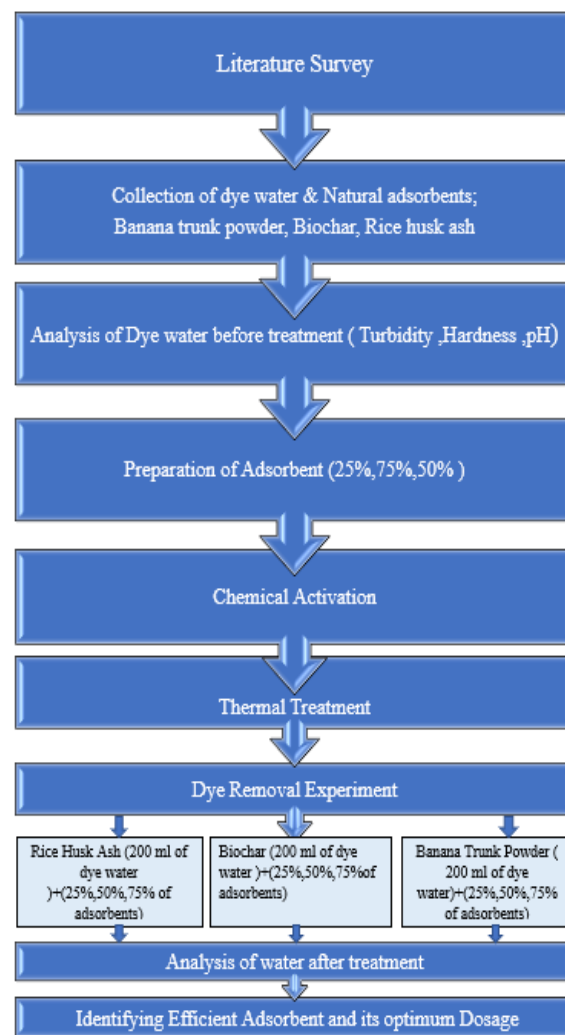 Literature Survey
Collection of dye water & Natural adsorbents;
Banana trunk powder, Biochar, Rice husk ash
Analysis of Dye water before treatment ( Turbidity ,Hardness ,pH)
Preparation of Adsorbent (25%,75%,50% )
Chemical Activation
Thermal Treatment
Dye Removal Experiment
Rice Husk Ash (200 ml of
dye water
)+(25%,50%,75% of
adsorbents)
Biochar (200 ml of dye
water )+(25%,50%,75%of
adsorbents)
Banana Trunk Powder (
200 ml of dye
water)+(25%,50%,75%
of adsorbents)
Analysis of water after treatment
Identifying Efficient Adsorbent and its optimum Dosage